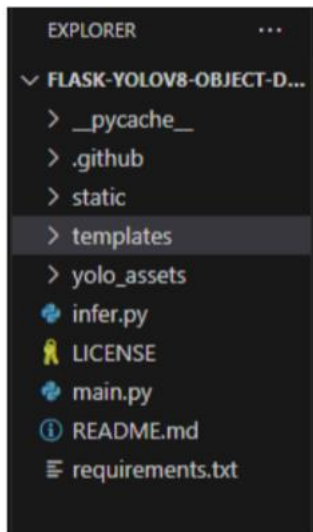 EXPLORER ...
FLASK-YOLOV8-OBJECT-D...
__pycache__
.github
static
templates
yolo_assets
infer.py
LICENSE
main.py
README.md
requirements.txt